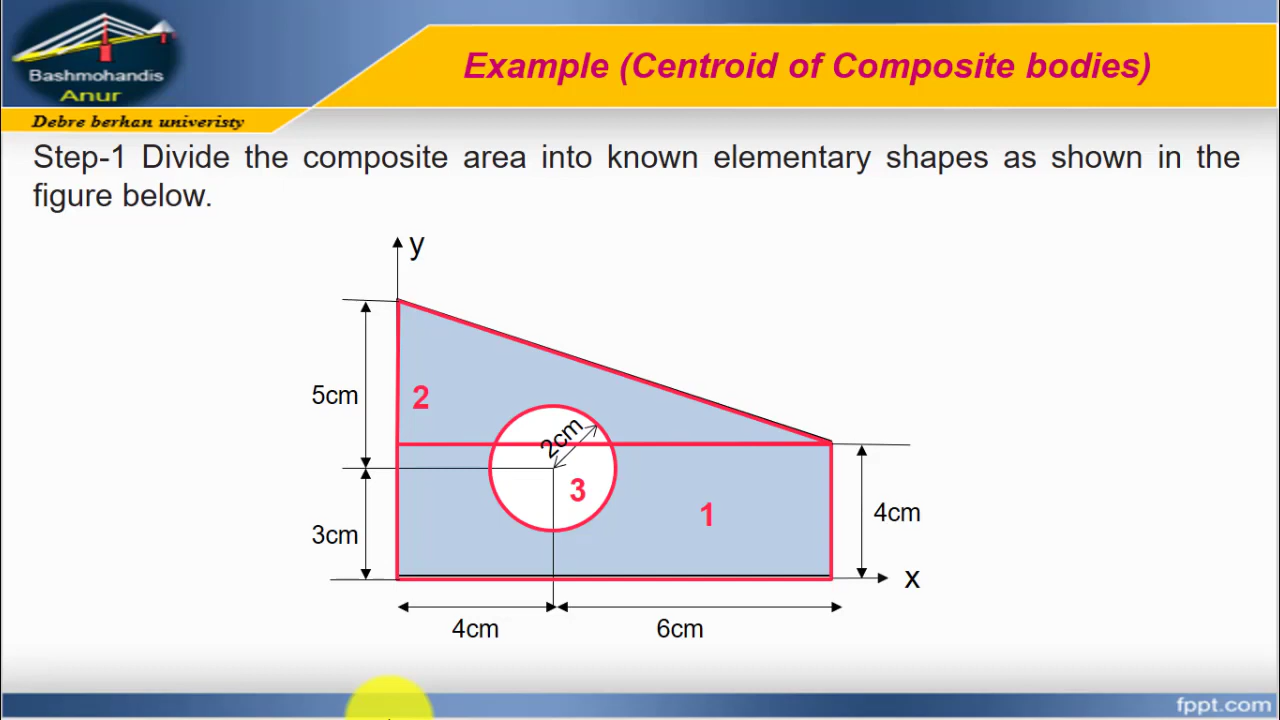 Bashmohandis
Anur
Example (Centroid of Composite bodies)
Debre berhan univeristy
Step-1 Divide the composite area into known elementary shapes as shown in the
figure below.
y
5cm
2
2cm
3
1
3cm
4cm
x
4cm
6cm
fppt.com